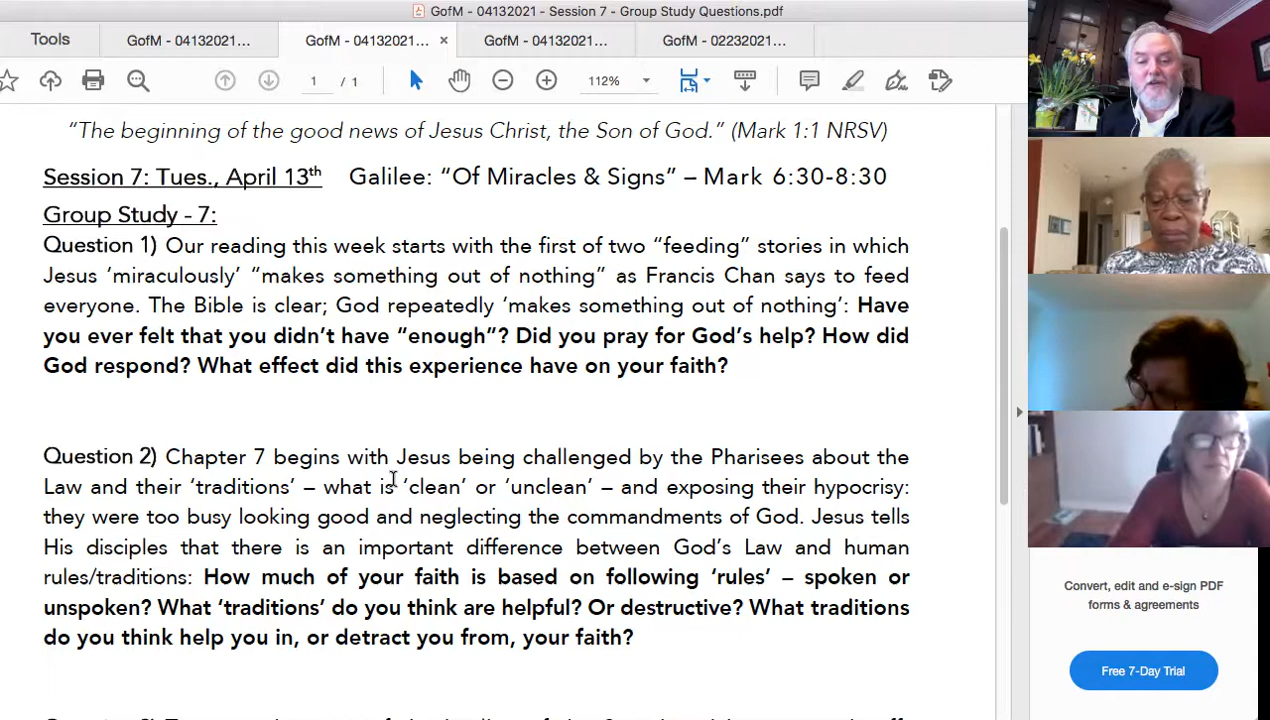 GofM - 04132021 - Session 7 - Group Study Questions.pdf
Tools
GofM - 04132021...
GofM - 04132021...
×
GofM - 04132021...
GofM - 02232021...
1 / 1
112%
“The beginning of the good news of Jesus Christ, the Son of God.” (Mark 1:1 NRSV)
Session 7: Tues., April 13th Galilee: “Of Miracles & Signs” – Mark 6:30-8:30
Group Study - 7:
Question 1) Our reading this week starts with the first of two “feeding” stories in which
Jesus ‘miraculously’ “makes something out of nothing” as Francis Chan says to feed
everyone. The Bible is clear; God repeatedly ‘makes something out of nothing’: Have
you ever felt that you didn’t have “enough”? Did you pray for God’s help? How did
God respond? What effect did this experience have on your faith?
Question 2) Chapter 7 begins with Jesus being challenged by the Pharisees about the
Law and their ‘traditions’ – what is ‘clean’ or ‘unclean’ – and exposing their hypocrisy:
they were too busy looking good and neglecting the commandments of God. Jesus tells
His disciples that there is an important difference between God’s Law and human
rules/traditions: How much of your faith is based on following ‘rules’ – spoken or
unspoken? What ‘traditions’ do you think are helpful? Or destructive? What traditions
do you think help you in, or detract you from, your faith?
Convert, edit and e-sign PDF
forms & agreements
Free 7-Day Trial